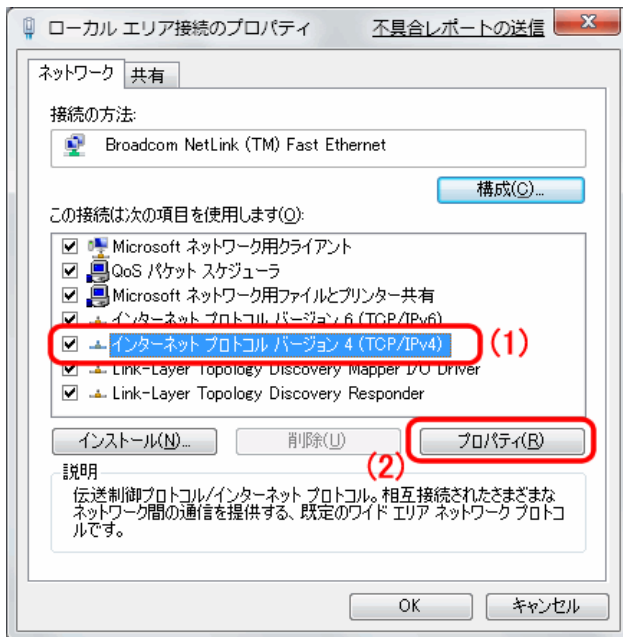 ローカル エリア接続のプロパティ 不具合レポートの送信
ネットワーク 共有
接続の方法:
Broadcom NetLink (TM) Fast Ethernet
構成(C)...
この接続は次の項目を使用します(O):
Microsoft ネットワーク用クライアント
QoS パケット スケジューラ
Microsoft ネットワーク用ファイルとプリンター共有
インターネット プロトコル バージョン 6 (TCP/IPv6)
インターネット プロトコル バージョン 4 (TCP/IPv4) (1)
Link-Layer Topology Discovery Mapper I/O Driver
Link-Layer Topology Discovery Responder
インストール(N)... 削除(U) プロパティ(R)
(2)
説明
伝送制御プロトコル/インターネット プロトコル。相互接続されたさまざまな
ネットワーク間の通信を提供する、既定のワイド エリア ネットワーク プロトコ
ルです。
OK キャンセル